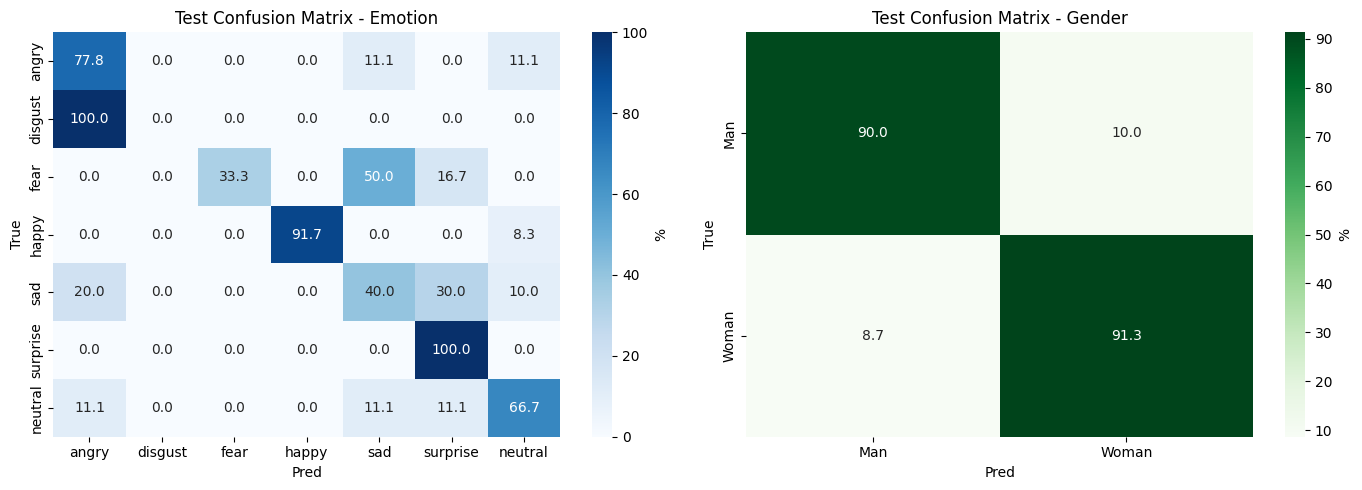 Test Confusion Matrix - Emotion
True
angry 77.8 0.0 0.0 0.0 11.1 0.0 11.1
disgust 100.0 0.0 0.0 0.0 0.0 0.0 0.0
fear 0.0 0.0 33.3 0.0 50.0 16.7 0.0
happy 0.0 0.0 0.0 91.7 0.0 0.0 8.3
sad 20.0 0.0 0.0 0.0 40.0 30.0 10.0
surprise 0.0 0.0 0.0 0.0 0.0 100.0 0.0
neutral 11.1 0.0 0.0 0.0 11.1 11.1 66.7
angry disgust fear happy sad surprise neutral
Pred
100
80
60
40
20
0
%
Test Confusion Matrix - Gender
True
Man 90.0 10.0
Woman 8.7 91.3
Man Woman
Pred
90
80
70
60
50
40
30
20
10
%